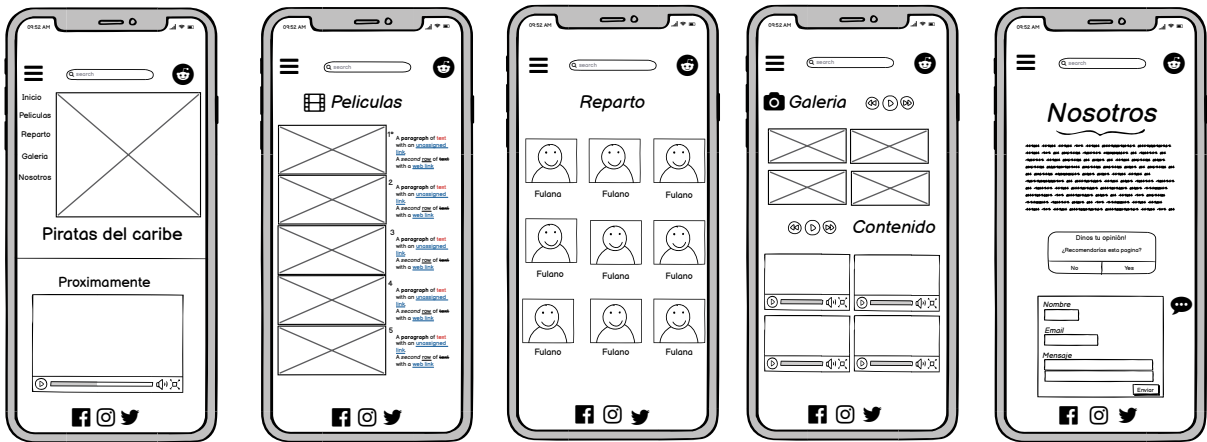 09:52 AM
search
Inicio
Peliculas
Reparto
Galeria
Nosotros
Piratas del caribe
Proximamente
09:52 AM
search
Peliculas
1°
A paragraph of text
with an unassigned
link.
A second row of text
with a web link
2
A paragraph of text
with an unassigned
link.
A second row of text
with a web link
3
A paragraph of text
with an unassigned
link.
A second row of text
with a web link
4
A paragraph of text
with an unassigned
link.
A second row of text
with a web link
5
A paragraph of text
with an unassigned
link.
A second row of text
with a web link
09:52 AM
search
Reparto
Fulana Fulano Fulana
Fulano Fulana Fulano
Fulano Fulano Fulana
09:52 AM
search
Galeria
Contenido
09:52 AM
search
Nosotros
Dinos tu opinión!
¿Recomendarias esta pagina?
No Yes
Nombre
Email
Mensaje
Enviar